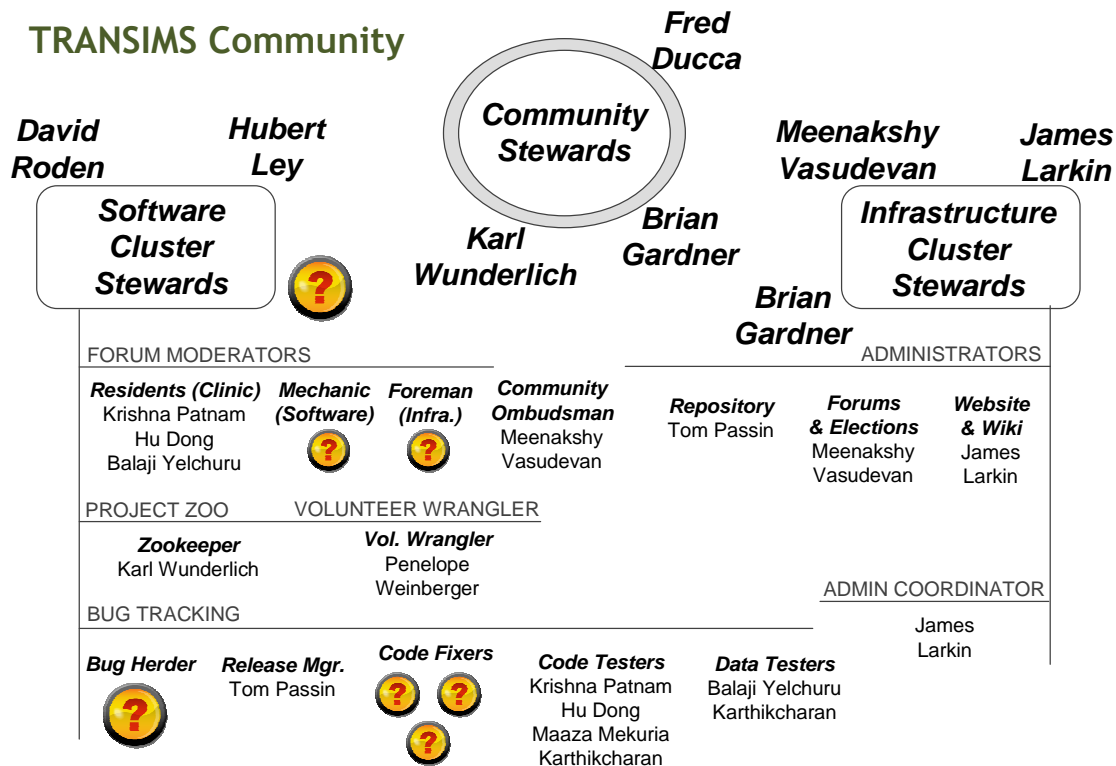 TRANSIMS Community
Fred
Ducca
Community
Stewards
David
Roden
Hubert
Ley
Meenakshy
Vasudevan
James
Larkin
Software
Cluster
Stewards
?
Karl
Wunderlich
Brian
Gardner
Infrastructure
Cluster
Stewards
Brian
Gardner
FORUM MODERATORS
ADMINISTRATORS
Residents (Clinic)
Krishna Patnam
Hu Dong
Balaji Yelchuru
Mechanic
(Software)
?
Foreman
(Infra.)
?
Community
Ombudsman
Meenakshy
Vasudevan
Repository
Tom Passin
Forums
& Elections
Meenakshy
Vasudevan
Website
& Wiki
James
Larkin
PROJECT ZOO
VOLUNTEER WRANGLER
Zookeeper
Karl Wunderlich
Vol. Wrangler
Penelope
Weinberger
ADMIN COORDINATOR
James
Larkin
BUG TRACKING
Bug Herder
?
Release Mgr.
Tom Passin
Code Fixers
? ?
?
Code Testers
Krishna Patnam
Hu Dong
Maaza Mekuria
Karthikcharan
Data Testers
Balaji Yelchuru
Karthikcharan